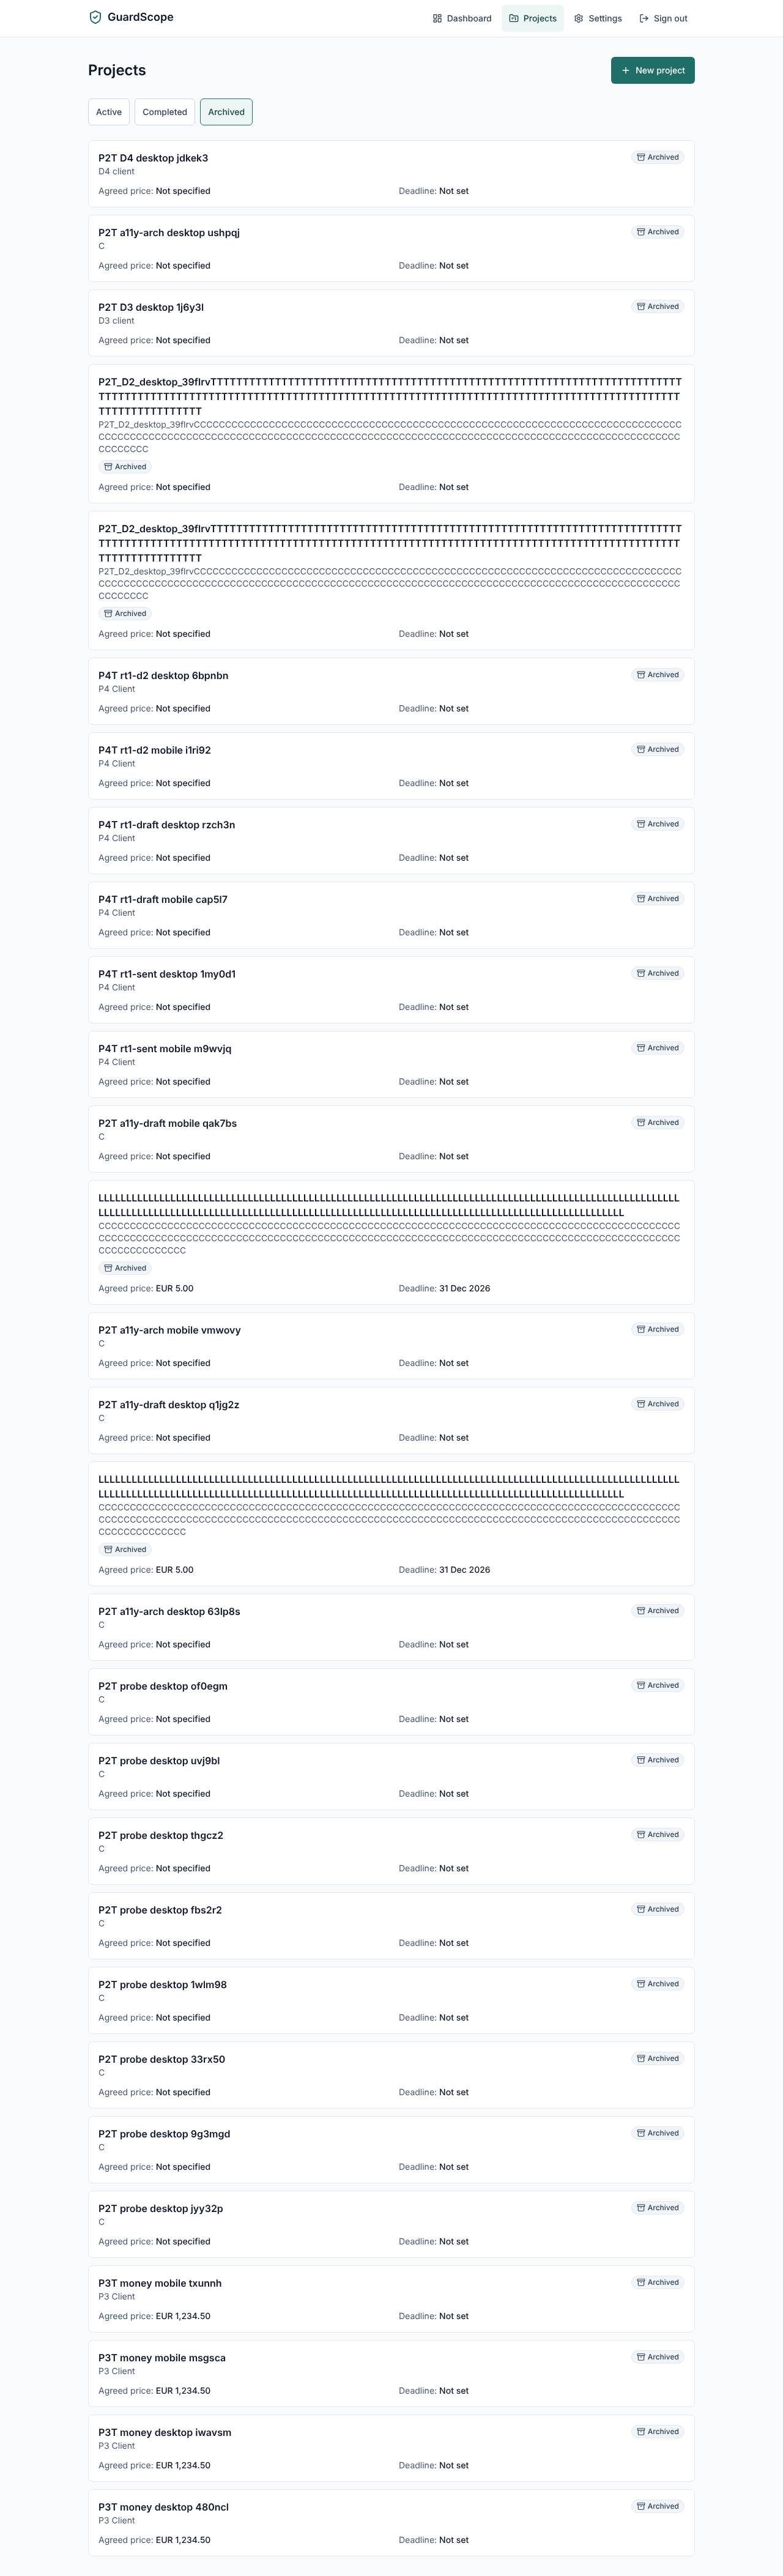 GuardScope
Dashboard
Projects
Settings
Sign out
Projects
New project
Active
Completed
Archived
P2T D4 desktop jdkek3
Archived
D4 client
Agreed price: Not specified
Deadline: Not set
P2T a11y-arch desktop ushpqj
Archived
C
Agreed price: Not specified
Deadline: Not set
P2T D3 desktop 1j6y3l
Archived
D3 client
Agreed price: Not specified
Deadline: Not set
Archived
Agreed price: Not specified
Deadline: Not set
Archived
Agreed price: Not specified
Deadline: Not set
P4T rt1-d2 desktop 6bpnbn
Archived
P4 Client
Agreed price: Not specified
Deadline: Not set
P4T rt1-d2 mobile i1ri92
Archived
P4 Client
Agreed price: Not specified
Deadline: Not set
P4T rt1-draft desktop rzch3n
Archived
P4 Client
Agreed price: Not specified
Deadline: Not set
P4T rt1-draft mobile cap5l7
Archived
P4 Client
Agreed price: Not specified
Deadline: Not set
P4T rt1-sent desktop 1my0d1
Archived
P4 Client
Agreed price: Not specified
Deadline: Not set
P4T rt1-sent mobile m9wvjq
Archived
P4 Client
Agreed price: Not specified
Deadline: Not set
P2T a11y-draft mobile qak7bs
Archived
C
Agreed price: Not specified
Deadline: Not set
Archived
Agreed price: EUR 5.00
Deadline: 31 Dec 2026
P2T a11y-arch mobile vmwovy
Archived
C
Agreed price: Not specified
Deadline: Not set
P2T a11y-draft desktop q1jg2z
Archived
C
Agreed price: Not specified
Deadline: Not set
Archived
Agreed price: EUR 5.00
Deadline: 31 Dec 2026
P2T a11y-arch desktop 63lp8s
Archived
C
Agreed price: Not specified
Deadline: Not set
P2T probe desktop of0egm
Archived
C
Agreed price: Not specified
Deadline: Not set
P2T probe desktop uvj9bl
Archived
C
Agreed price: Not specified
Deadline: Not set
P2T probe desktop thgcz2
Archived
C
Agreed price: Not specified
Deadline: Not set
P2T probe desktop fbs2r2
Archived
C
Agreed price: Not specified
Deadline: Not set
P2T probe desktop 1wlm98
Archived
C
Agreed price: Not specified
Deadline: Not set
P2T probe desktop 33rx50
Archived
C
Agreed price: Not specified
Deadline: Not set
P2T probe desktop 9g3mgd
Archived
C
Agreed price: Not specified
Deadline: Not set
P2T probe desktop jyy32p
Archived
C
Agreed price: Not specified
Deadline: Not set
P3T money mobile txunnh
Archived
P3 Client
Agreed price: EUR 1,234.50
Deadline: Not set
P3T money mobile msgsca
Archived
P3 Client
Agreed price: EUR 1,234.50
Deadline: Not set
P3T money desktop iwavsm
Archived
P3 Client
Agreed price: EUR 1,234.50
Deadline: Not set
P3T money desktop 480ncl
Archived
P3 Client
Agreed price: EUR 1,234.50
Deadline: Not set